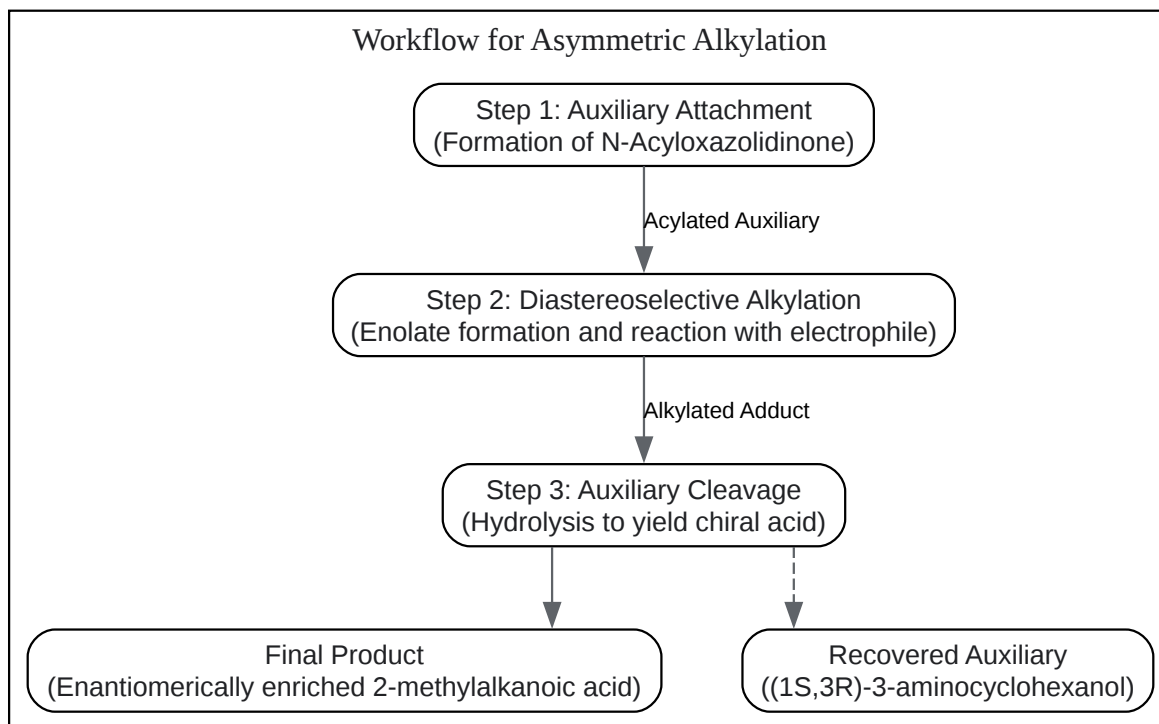 Workflow for Asymmetric Alkylation
Step 1: Auxiliary Attachment
(Formation of N-Acyloxazolidinone)
Acylated Auxiliary
Step 2: Diastereoselective Alkylation
(Enolate formation and reaction with electrophile)
Alkylated Adduct
Step 3: Auxiliary Cleavage
(Hydrolysis to yield chiral acid)
Final Product
(Enantiomerically enriched 2-methylalkanoic acid)
Recovered Auxiliary
((1S,3R)-3-aminocyclohexanol)